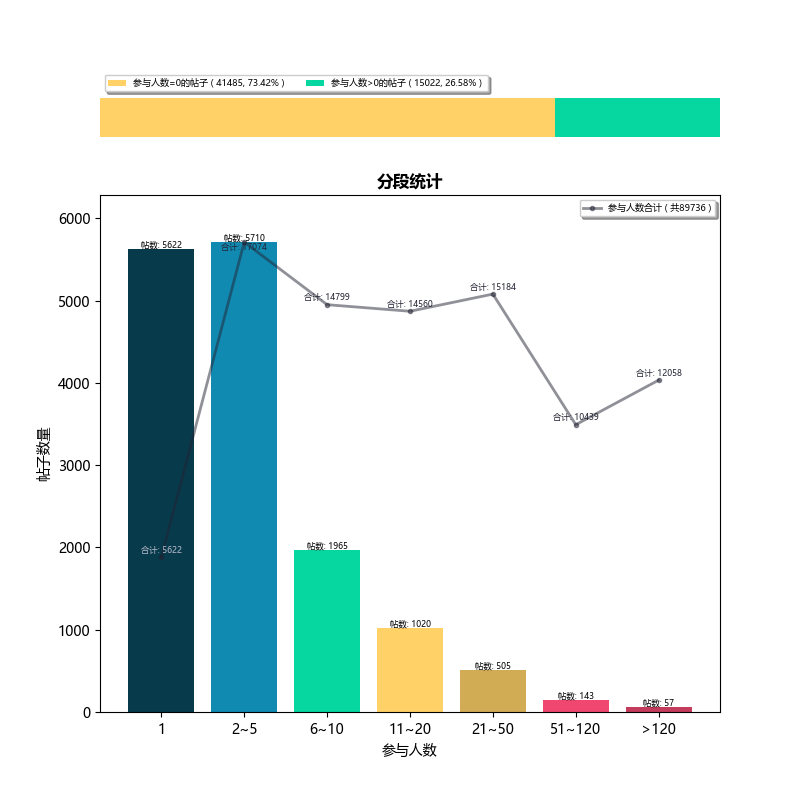 参与人数=0的帖子 ( 41485, 73.42% )
参与人数>0的帖子 ( 15022, 26.58% )
分段统计
参与人数合计 ( 共89736 )
6000
5000
4000
3000
2000
1000
0
帖子数量
帖数: 5622
帖数: 5710
合计: 17074
合计: 14799
合计: 14560
合计: 15184
合计: 10439
合计: 12058
合计: 5622
帖数: 1965
帖数: 1020
帖数: 505
帖数: 143
帖数: 57
1
2~5
6~10
11~20
21~50
51~120
>120
参与人数